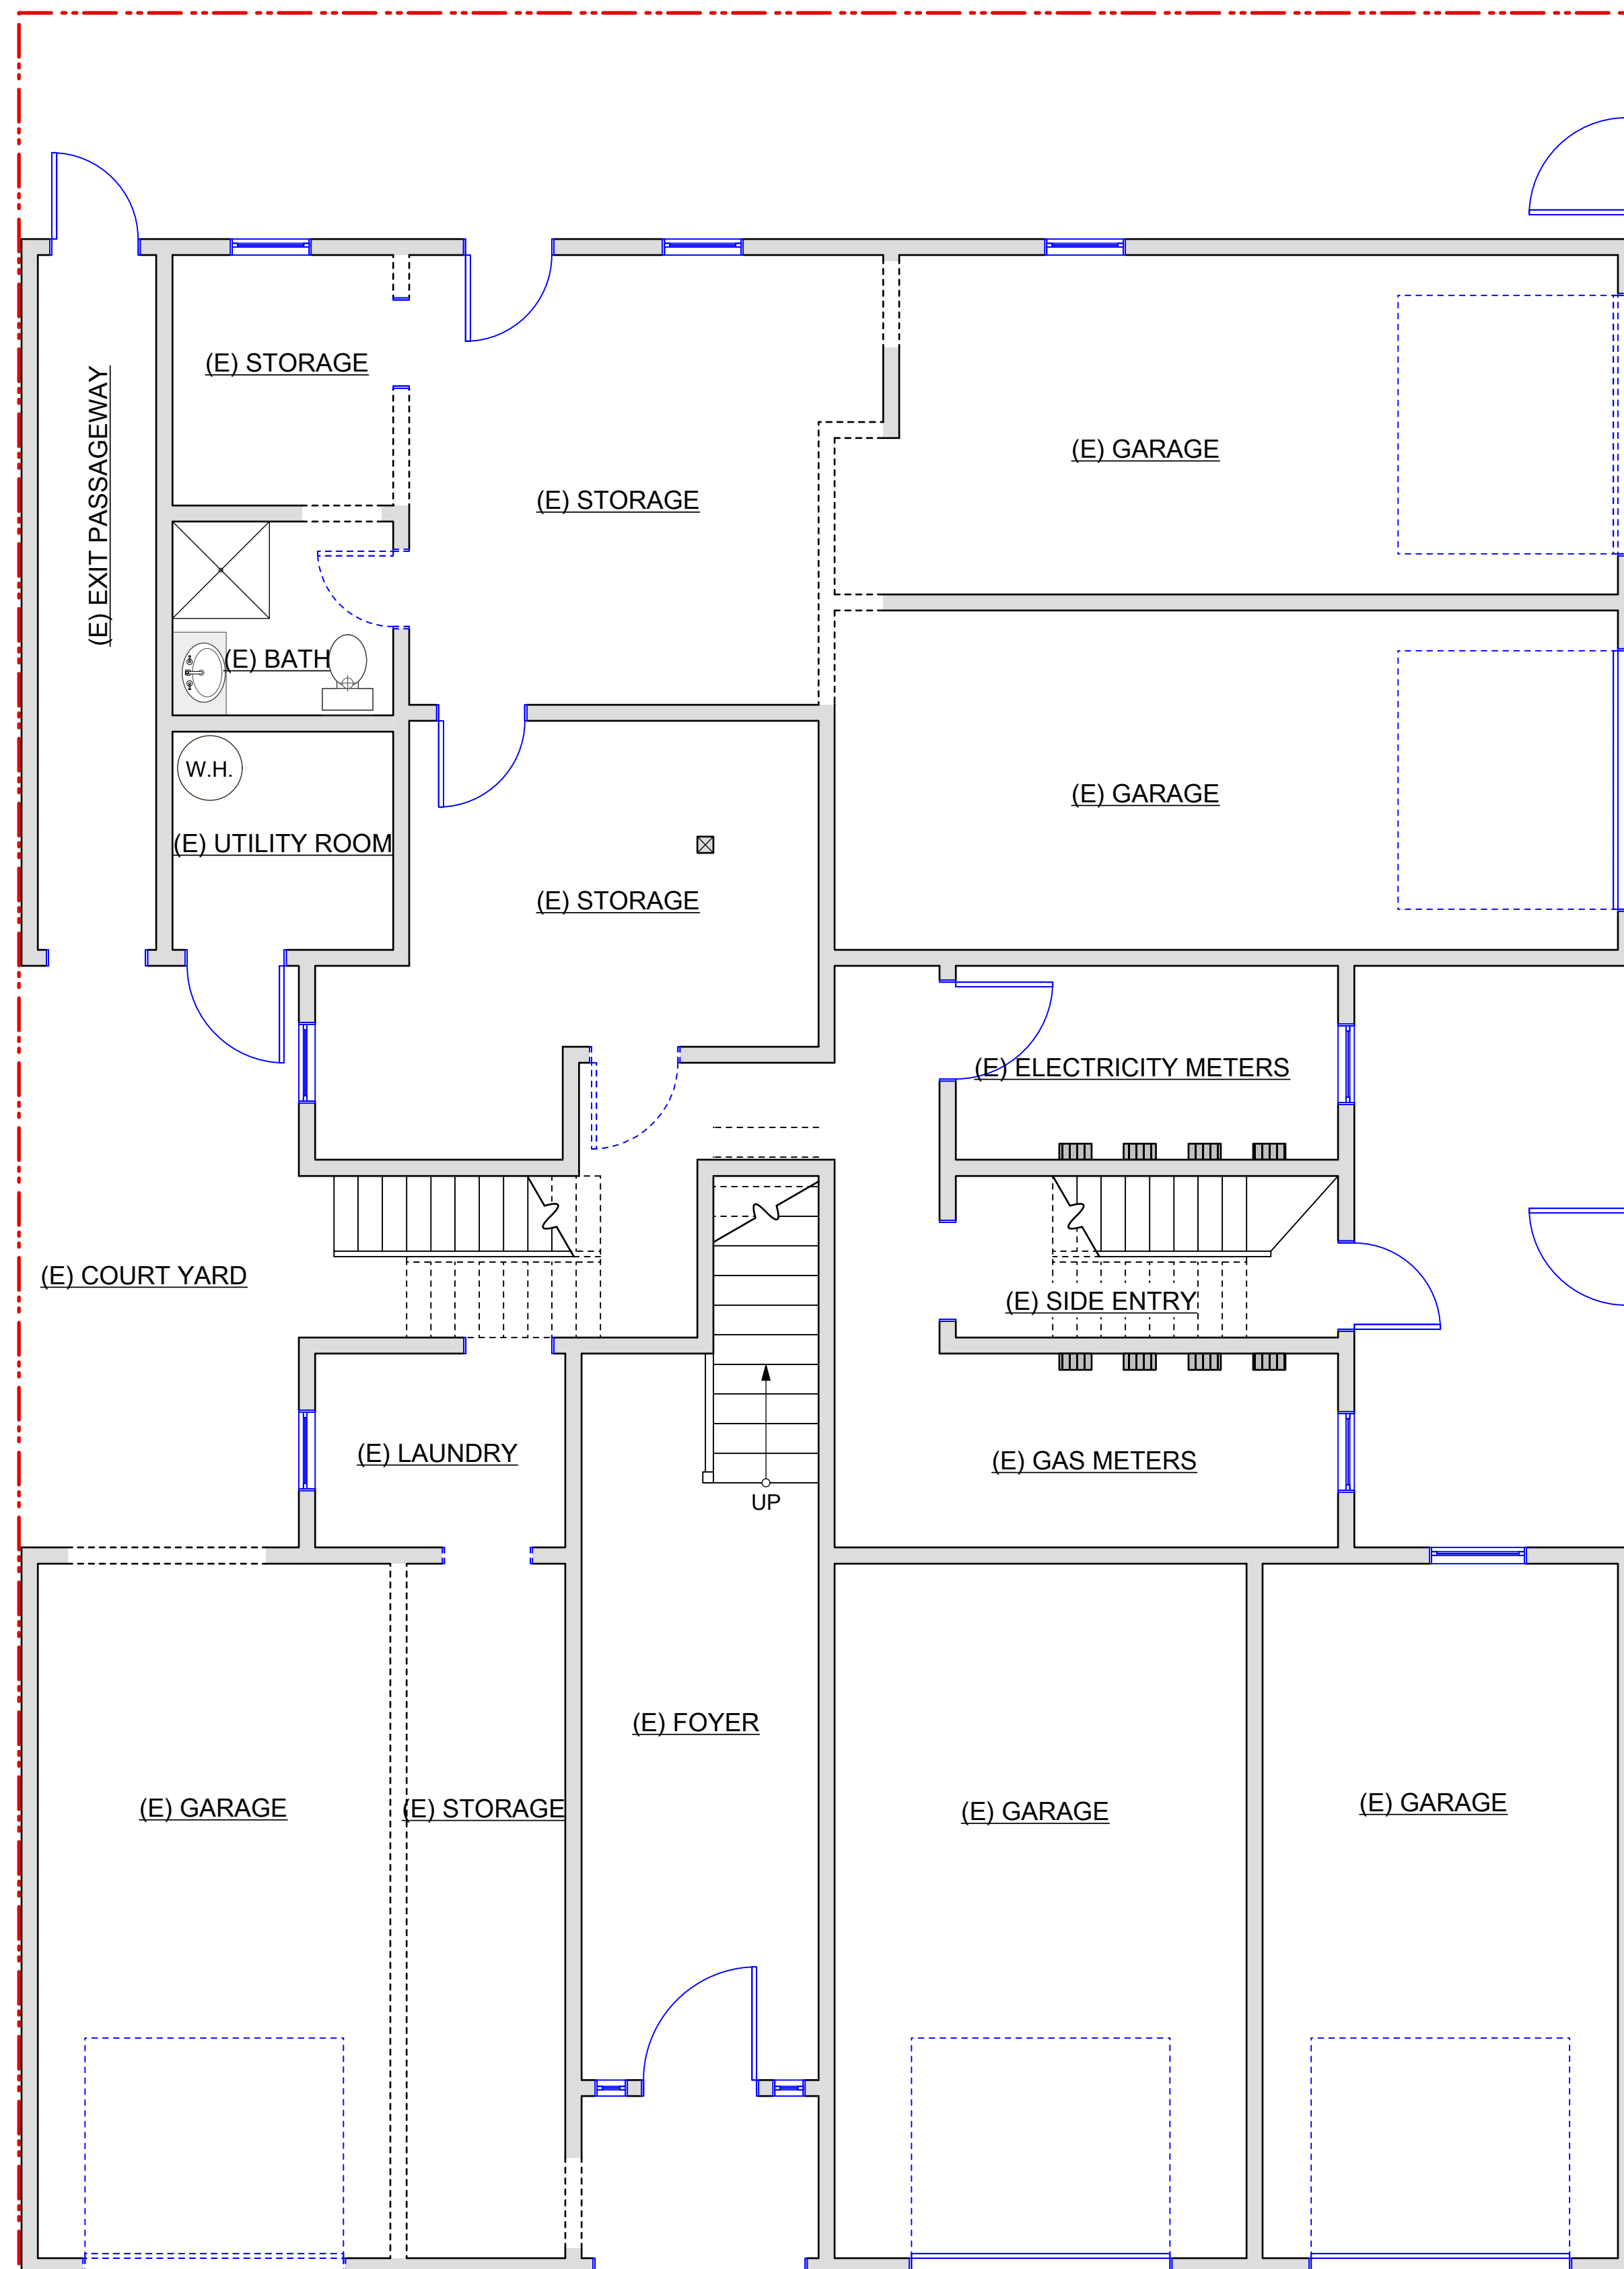 (E) STORAGE
(E) EXIT PASSAGEWAY
(E) GARAGE
(E) STORAGE
(E) BATH
W.H.
(E) GARAGE
(E) UTILITY ROOM
(E) STORAGE
(E) ELECTRICITY METERS
(E) COURT YARD
(E) SIDE ENTRY
(E) LAUNDRY
(E) GAS METERS
UP
(E) FOYER
(E) GARAGE
(E) STORAGE
(E) GARAGE
(E) GARAGE